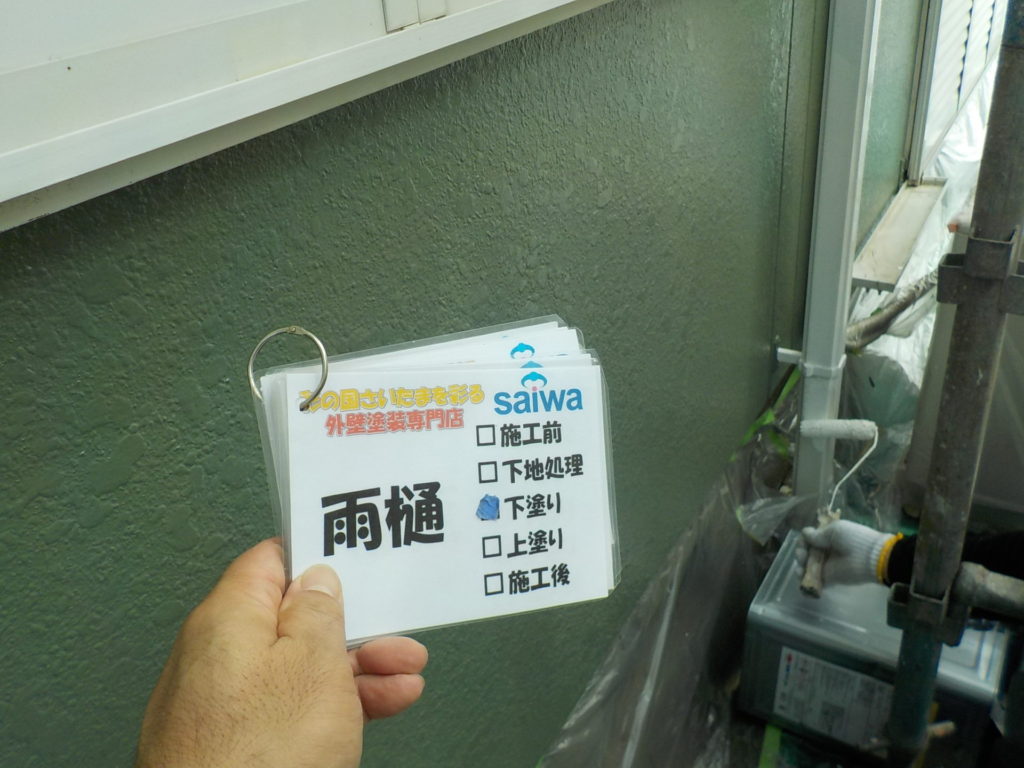 彩の国さいたまを彩る
外壁塗装専門店
saiwa
雨樋
□施工前
□下地処理
下塗り
□上塗り
□施工後